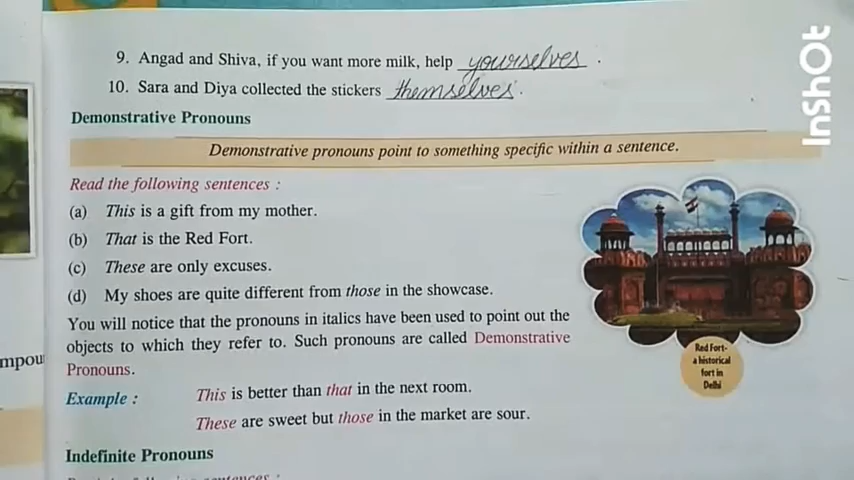 9. Angad and Shiva, if you want more milk, help yourselves .
10. Sara and Diya collected the stickers themselves.
Demonstrative Pronouns
Demonstrative pronouns point to something specific within a sentence.
Read the following sentences :
(a) This is a gift from my mother.
(b) That is the Red Fort.
(c) These are only excuses.
(d) My shoes are quite different from those in the showcase.
You will notice that the pronouns in italics have been used to point out the
objects to which they refer to. Such pronouns are called Demonstrative
Pronouns.
Example : This is better than that in the next room.
These are sweet but those in the market are sour.
Indefinite Pronouns
Red Fort-
a historical
fort in
Delhi
mpou
InShOt